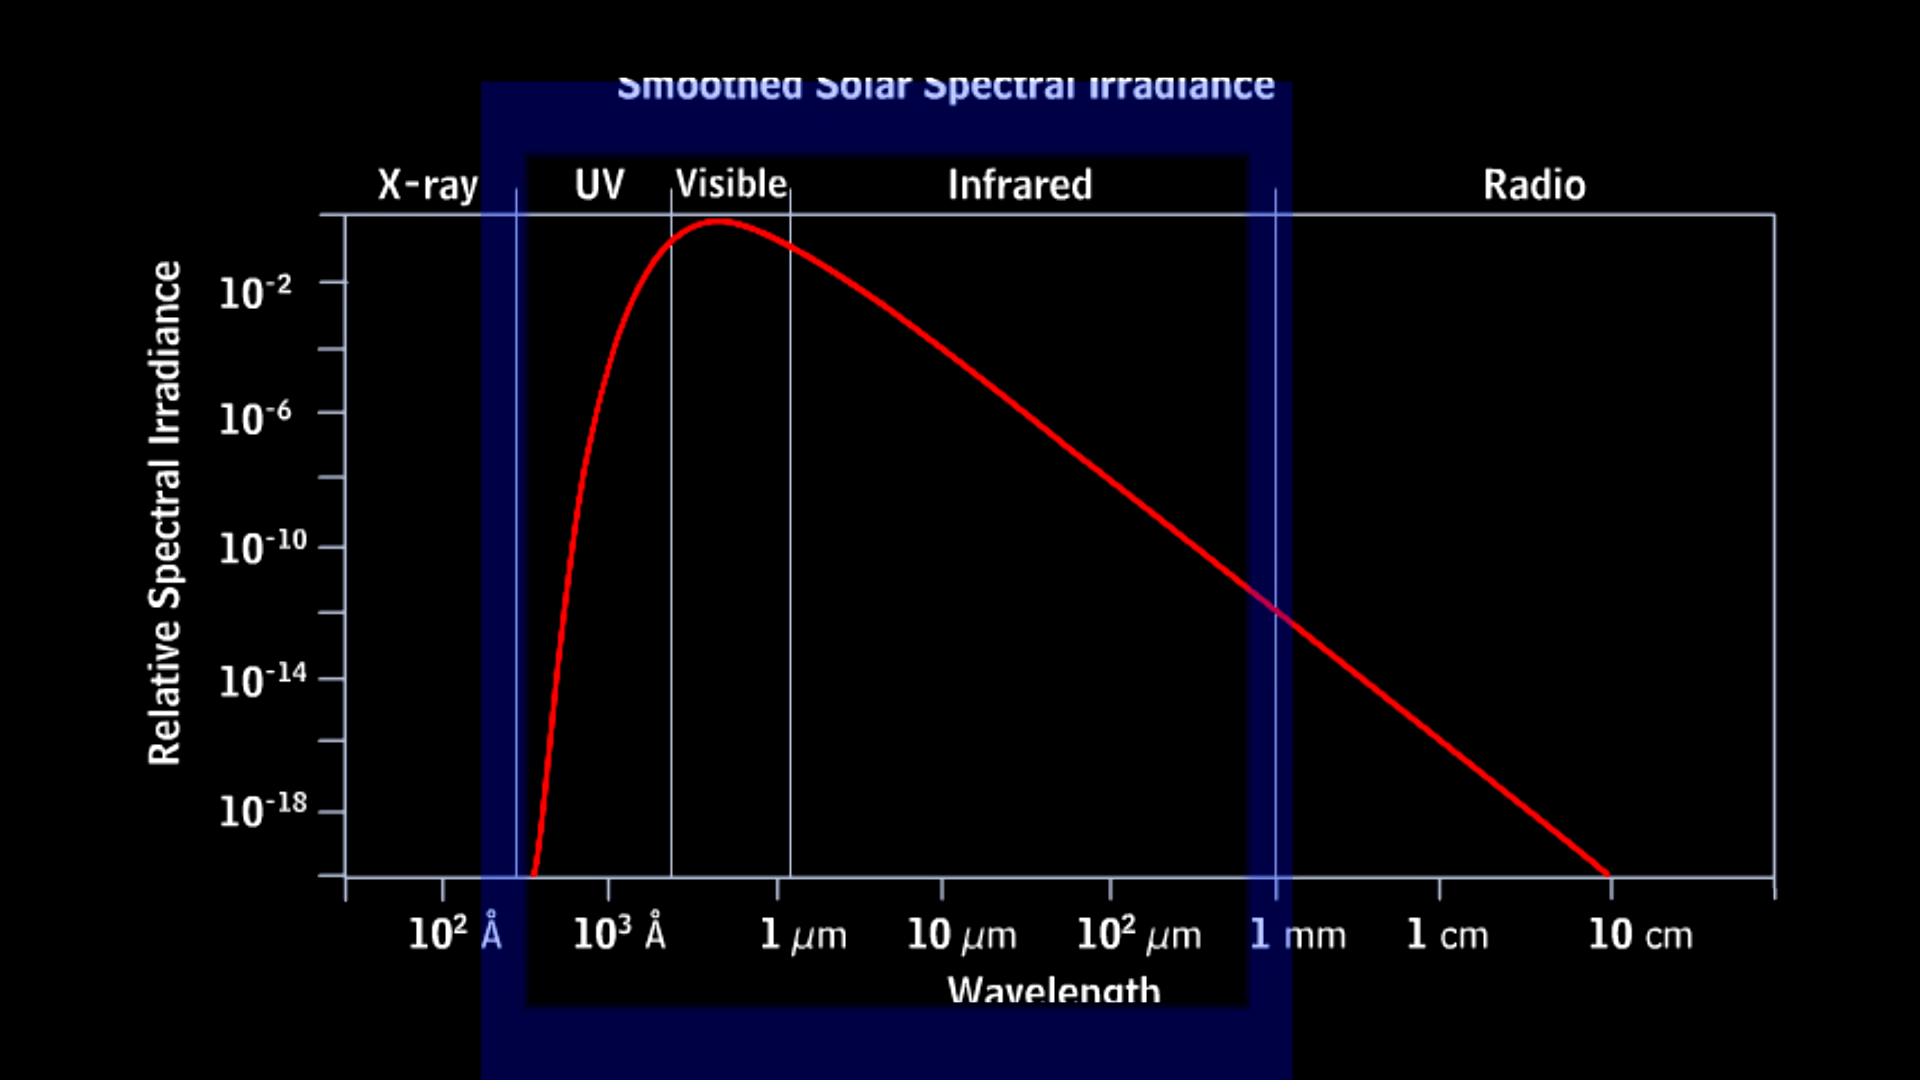 Smoothed Solar Spectral Irradiance
X-ray UV Visible Infrared Radio
Relative Spectral Irradiance
10⁻²
10⁻⁶
10⁻¹⁰
10⁻¹⁴
10⁻¹⁸
10² Å 10³ Å 1 μm 10 μm 10² μm 1 mm 1 cm 10 cm
Wavelength